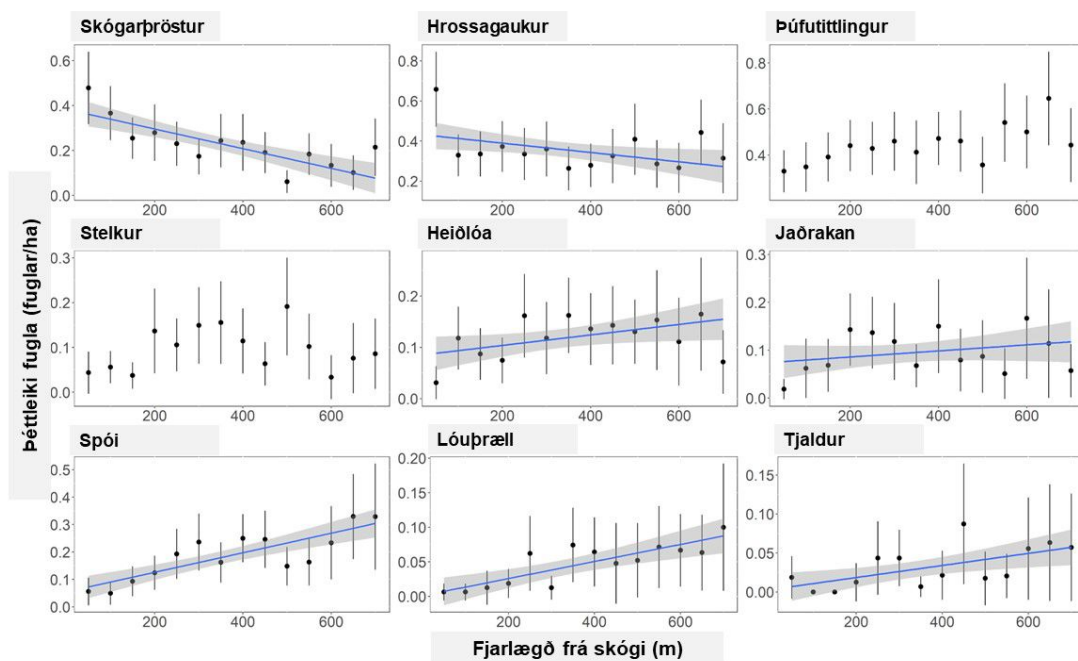 Skógarþröstur
Hrossagaukur
Þúfutittlingur
0.6
0.4
0.2
0.0
200 400 600
0.8
0.6
0.4
0.2
200 400 600
0.8
0.6
0.4
200 400 600
Stelkur
Heiðlóa
Jaðrakan
0.3
0.2
0.1
0.0
200 400 600
0.2
0.1
0.0
200 400 600
0.3
0.2
0.1
0.0
200 400 600
Spói
Lóuþræll
Tjaldur
0.5
0.4
0.3
0.2
0.1
0.0
200 400 600
0.20
0.15
0.10
0.05
0.00
200 400 600
0.15
0.10
0.05
0.00
200 400 600
Þéttleiki fugla (fuglar/ha)
Fjarlægð frá skógi (m)